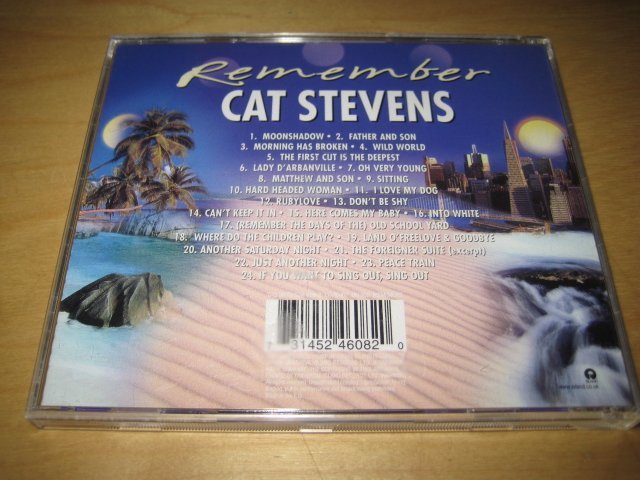 Remember
CAT STEVENS
1. MOONSHADOW • 2. FATHER AND SON
3. MORNING HAS BROKEN • 4. WILD WORLD
5. THE FIRST CUT IS THE DEEPEST
6. LADY D'ARBANVILLE • 7. OH VERY YOUNG
8. MATTHEW AND SON • 9. SITTING
10. HARD HEADED WOMAN • 11. I LOVE MY DOG
12. RUBYLOVE • 13. DON'T BE SHY
14. CAN'T KEEP IT IN • 15. HERE COMES MY BABY • 16. INTO WHITE
17. (REMEMBER THE DAYS OF THE) OLD SCHOOL YARD
18. WHERE DO THE CHILDREN PLAY? • 19. LAND O'FREELOVE & GOODBYE
20. ANOTHER SATURDAY NIGHT • 21. THE FOREIGNER SUITE (excerpt)
22. JUST ANOTHER NIGHT • 23. PEACE TRAIN
24. IF YOU WANT TO SING OUT, SING OUT
7 31452 46082 0
www.island.co.uk